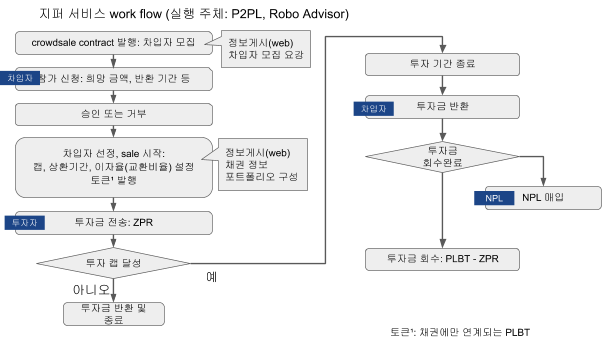 지퍼 서비스 work flow (실행 주체: P2PL, Robo Advisor)
crowdsale contract 발행: 차입자 모집
정보게시(web)
차입자 모집 요강
차입자
참가 신청: 희망 금액, 반환 기간 등
승인 또는 거부
차입자 선정, sale 시작:
캡, 상환기간, 이자율(교환비율) 설정
토큰¹ 발행
정보게시(web)
채권 정보
포트폴리오 구성
투자자
투자금 전송: ZPR
투자 캡 달성
예
아니오
투자금 반환 및
종료
투자 기간 종료
차입자
투자금 반환
투자금
회수완료
NPL
NPL 매입
투자금 회수: PLBT - ZPR
토큰¹: 채권에만 연계되는 PLBT